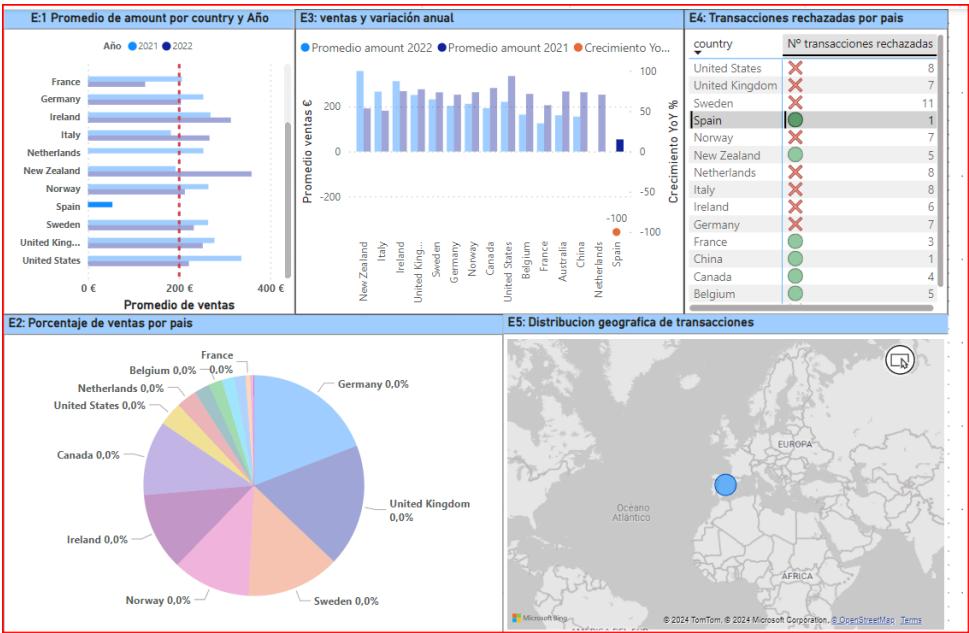 E:1 Promedio de amount por country y Año
Año 2021 2022
France
Germany
Ireland
Italy
Netherlands
New Zealand
Norway
Spain
Sweden
United King...
United States
0 € 200 € 400 €
Promedio de ventas
E3: ventas y variación anual
Promedio amount 2022 Promedio amount 2021 Crecimiento Yo...
Promedio ventas €
200
0
-200
100
50
0
-50
-100
-100
Crecimiento YoY %
New Zealand
Italy
Ireland
United King...
Sweden
Germany
Norway
Canada
United States
Belgium
France
Australia
China
Netherlands
Spain
E4: Transacciones rechazadas por pais
country Nº transacciones rechazadas
United States 8
United Kingdom 7
Sweden 11
Spain 1
Norway 7
New Zealand 5
Netherlands 8
Italy 8
Ireland 6
Germany 7
France 3
China 1
Canada 4
Belgium 5
E2: Porcentaje de ventas por pais
France
0,0%
Belgium 0,0%
Netherlands 0,0%
United States 0,0%
Canada 0,0%
Ireland 0,0%
Norway 0,0%
Germany 0,0%
United Kingdom
0,0%
Sweden 0,0%
E5: Distribucion geografica de transacciones
EUROPA
Océano
Atlántico
ÁFRICA
AMÉRICA DEL SUR
Microsoft Bing
© 2024 TomTom, © 2024 Microsoft Corporation, © OpenStreetMap Terms